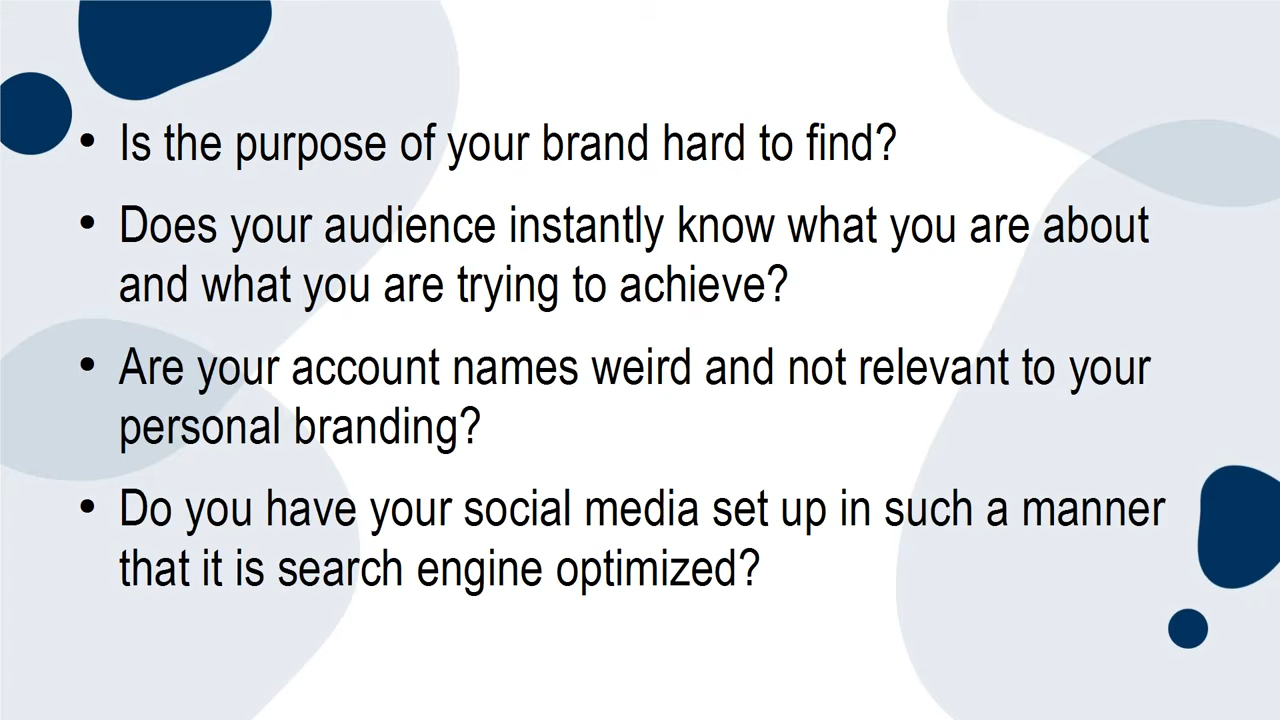 • Is the purpose of your brand hard to find?
• Does your audience instantly know what you are about
and what you are trying to achieve?
• Are your account names weird and not relevant to your
personal branding?
• Do you have your social media set up in such a manner
that it is search engine optimized?